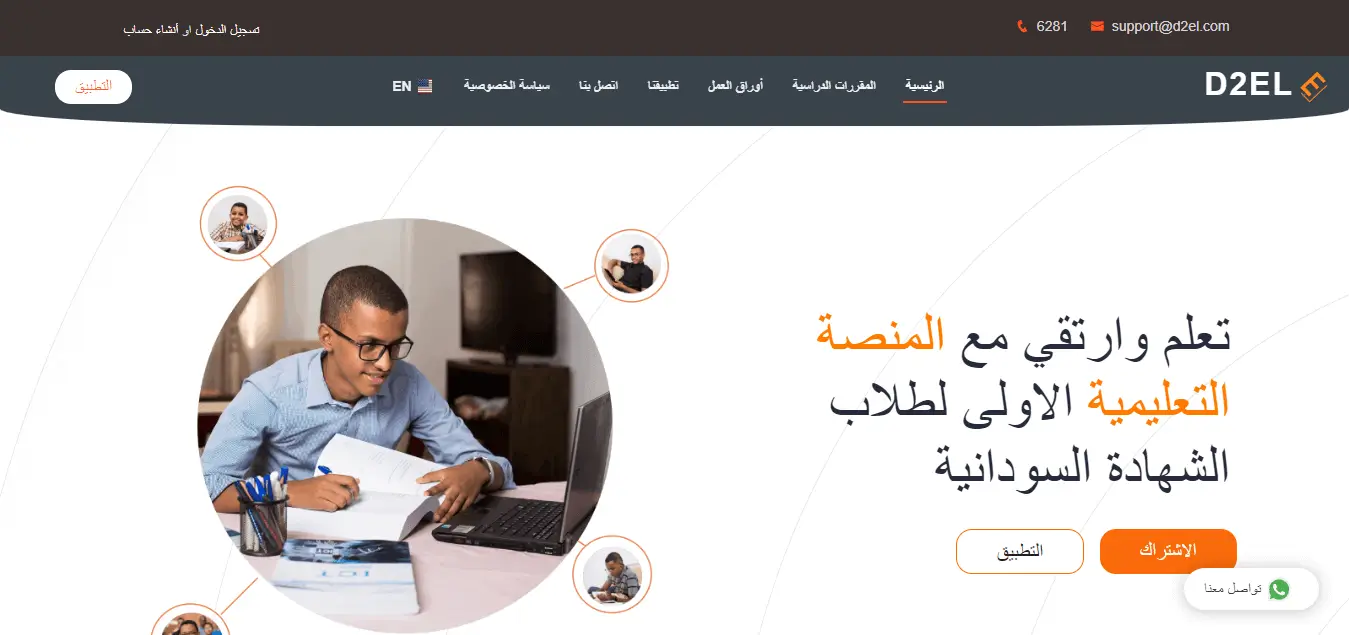 تسجيل الدخول او أنشاء حساب
6281
support@d2el.com
D2EL
الرئيسية
المقررات الدراسية
أوراق العمل
تطبيقتا
اتصل بنا
سياسة الخصوصية
EN
التطبيق
تعلم وارتقي مع المنصة
التعليمية الاولى لطلاب
الشهادة السودانية
الاشتراك
التطبيق
تواصل معنا